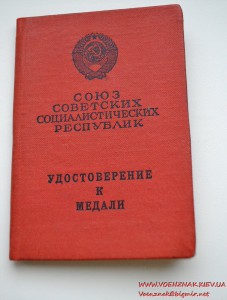 СОЮЗ
СОВЕТСКИХ
СОЦИАЛИСТИЧЕСКИХ
РЕСПУБЛИК
УДОСТОВЕРЕНИЕ
К
МЕДАЛИ
WWW.VOENZNAK.KIEV.UA
Voenznak@bigmir.net